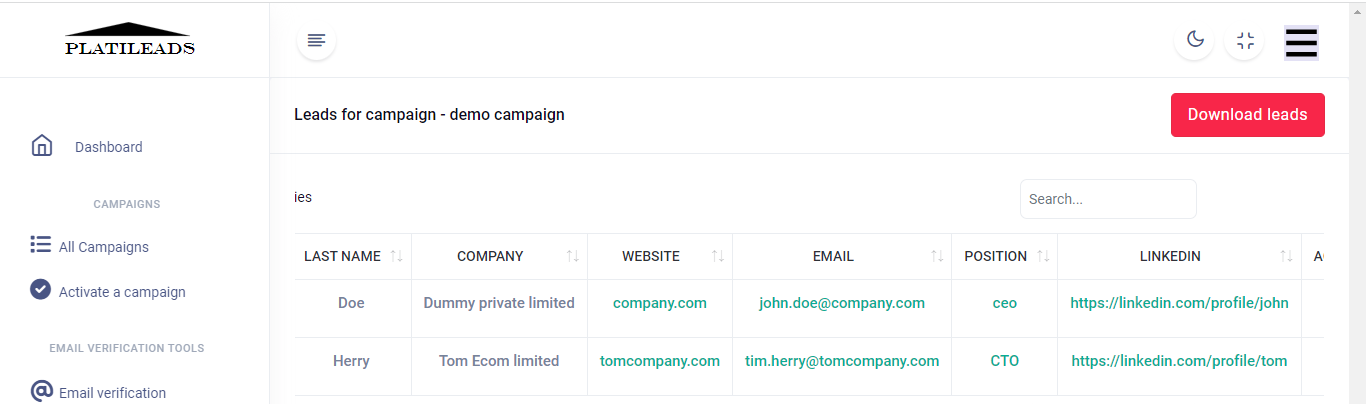 PLATILEADS
Leads for campaign - demo campaign
Download leads
Dashboard
CAMPAIGNS
All Campaigns
Activate a campaign
EMAIL VERIFICATION TOOLS
Email verification
ies
Search...
LAST NAME COMPANY WEBSITE EMAIL POSITION LINKEDIN
Doe Dummy private limited company.com john.doe@company.com ceo https://linkedin.com/profile/john
Herry Tom Ecom limited tomcompany.com tim.herry@tomcompany.com CTO https://linkedin.com/profile/tom